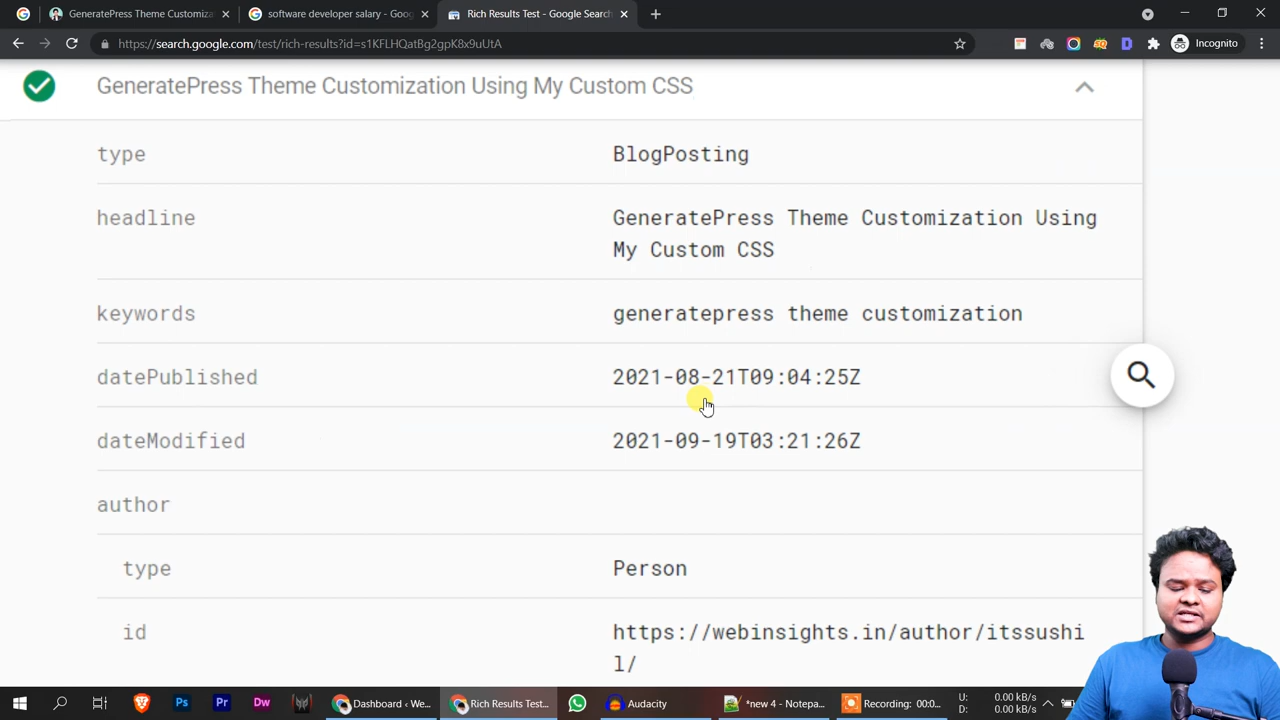 GeneratePress Theme Customiza
software developer salary - Goog
Rich Results Test - Google Search
https://search.google.com/test/rich-results?id=s1KFLHQatBg2gpK8x9uUtA
Incognito
GeneratePress Theme Customization Using My Custom CSS
type BlogPosting
headline GeneratePress Theme Customization Using
My Custom CSS
keywords generatepress theme customization
datePublished 2021-08-21T09:04:25Z
dateModified 2021-09-19T03:21:26Z
author
type Person
id https://webinsights.in/author/itssushi
l/
Ps
Pr
Dw
Dashboard ‹ We...
Rich Results Test...
Audacity
*new 4 - Notepa...
Recording: 00:0...
U: 0.00 kB/s
D: 0.00 kB/s